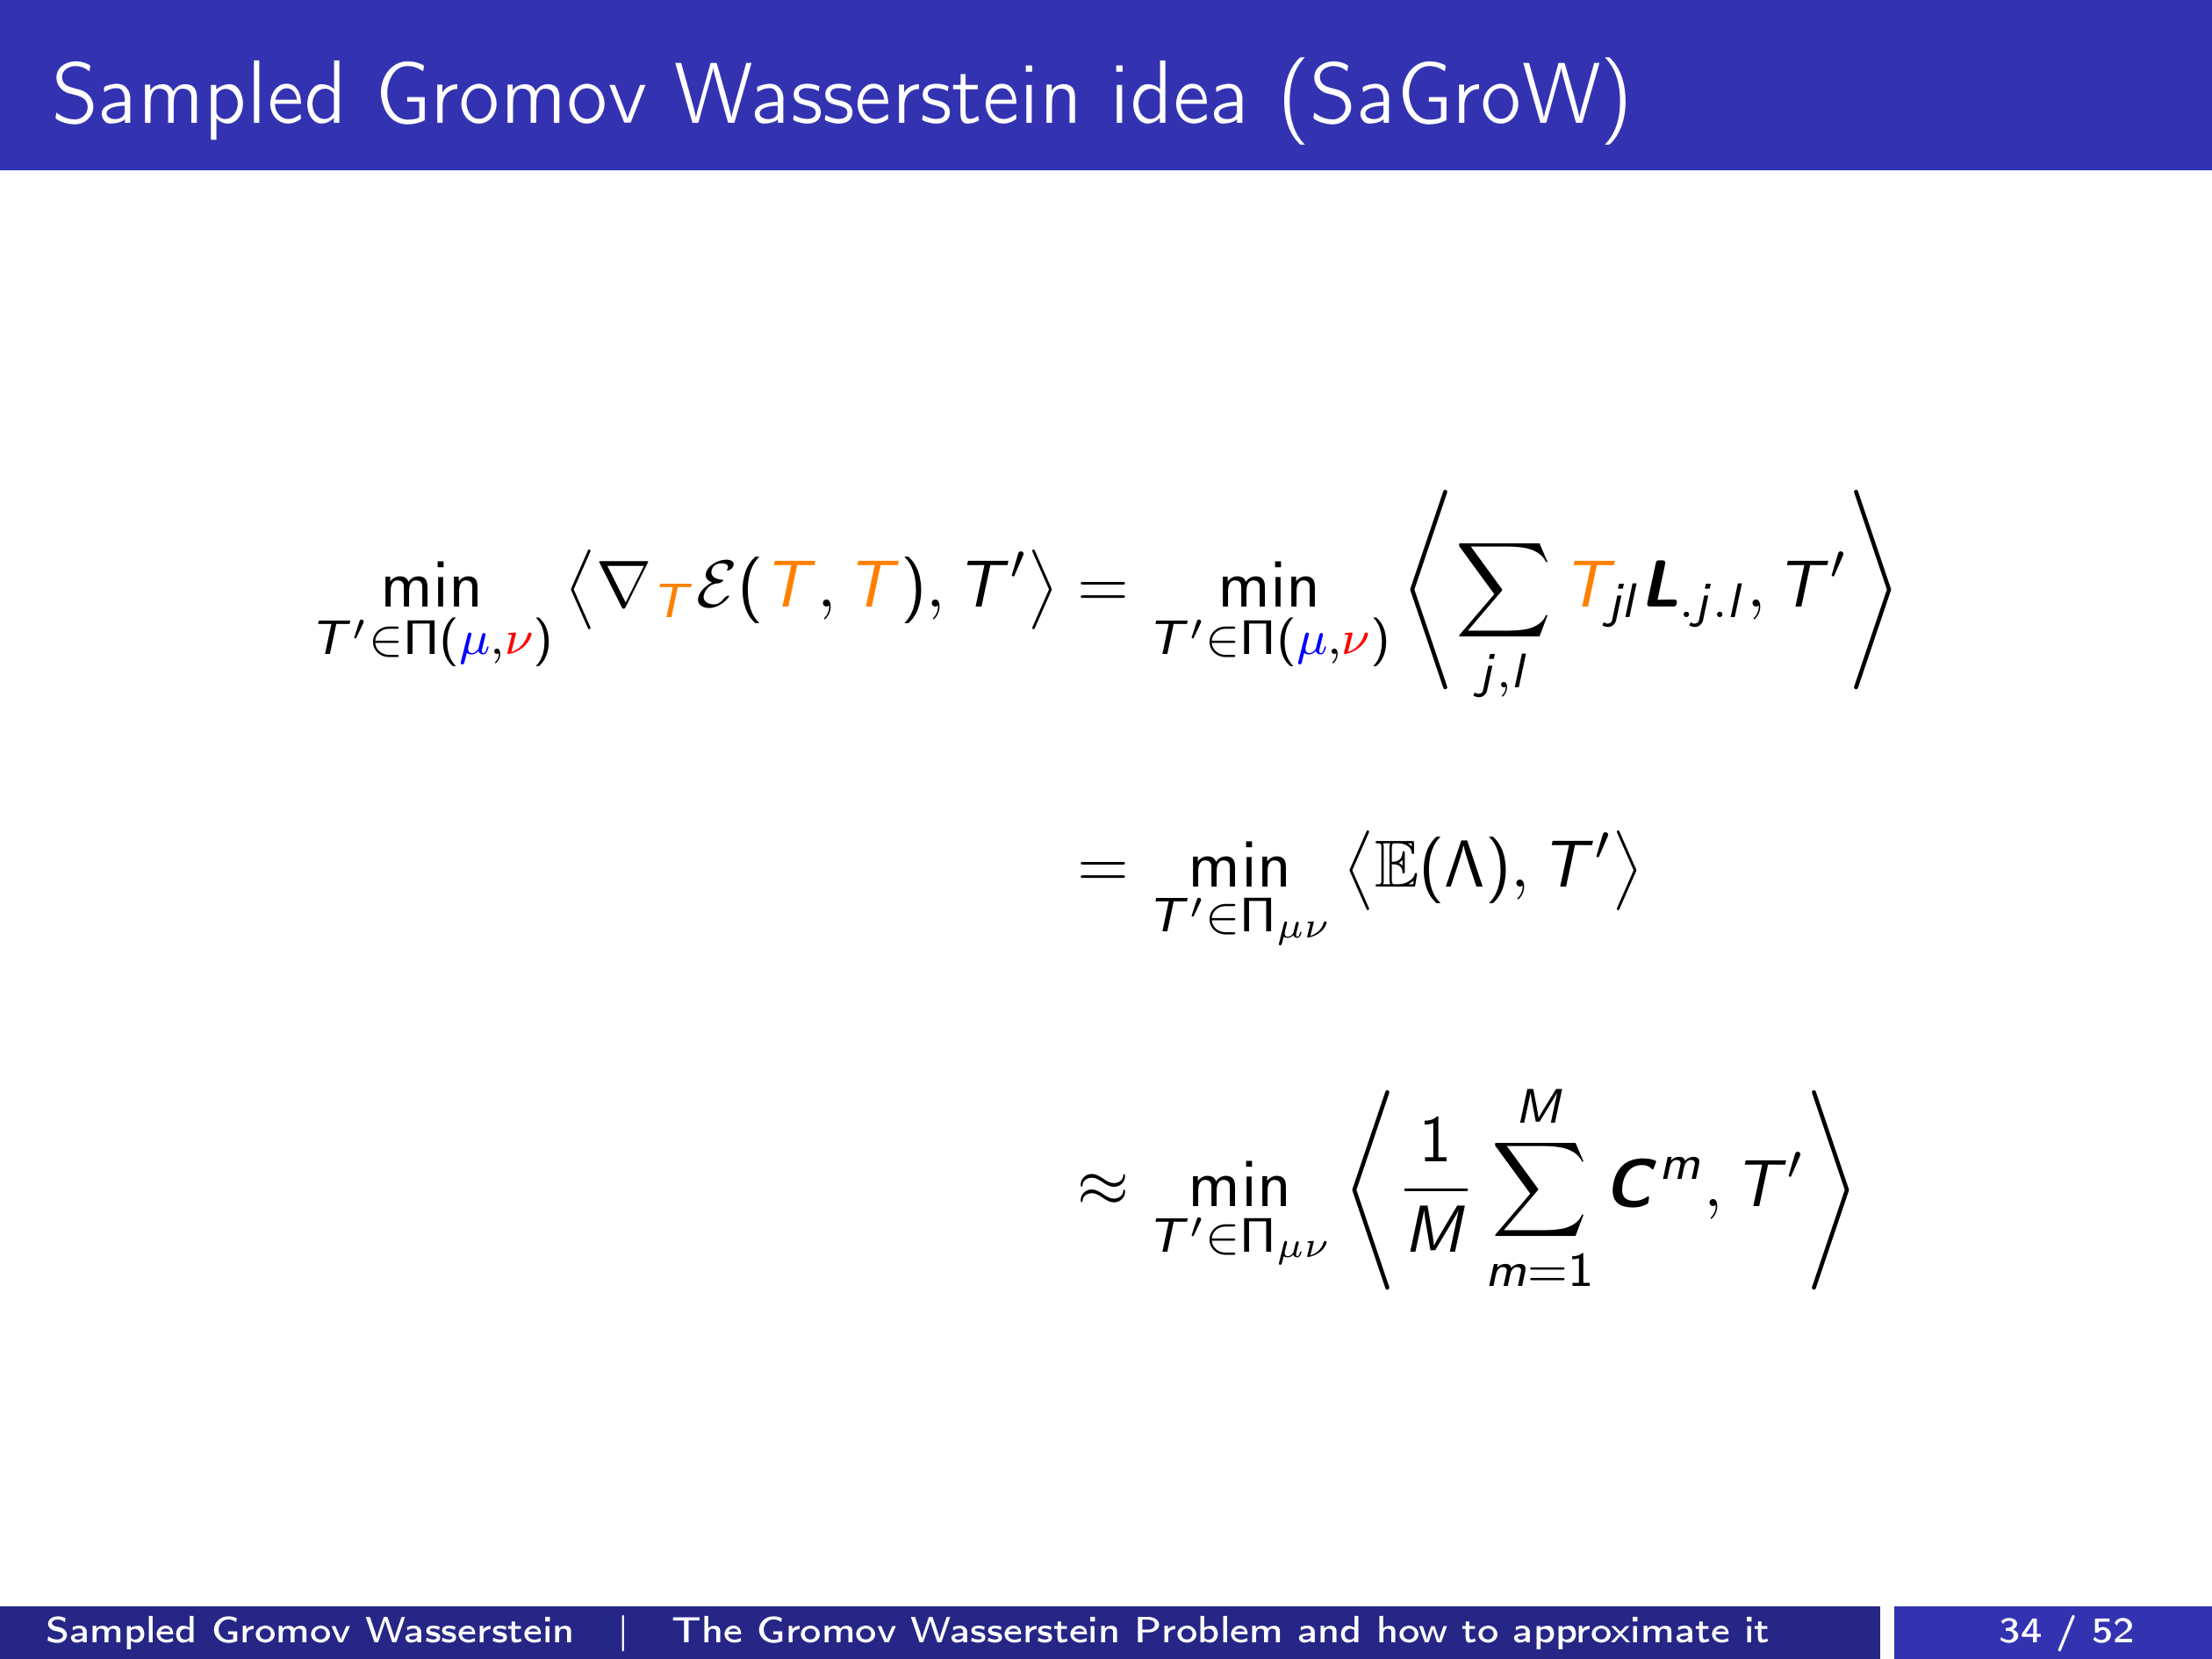 Sampled Gromov Wasserstein idea (SaGroW)
$\min_{T' \in \Pi(\mu,\nu)} \langle \nabla_T \mathcal{E}(T, T), T' \rangle = \min_{T' \in \Pi(\mu,\nu)} \left\langle \sum_{j,l} T_{jl} \boldsymbol{L}_{.j.l}, T' \right\rangle$
$= \min_{T' \in \Pi_{\mu\nu}} \langle \mathbb{E}(\Lambda), T' \rangle$
$\approx \min_{T' \in \Pi_{\mu\nu}} \left\langle \frac{1}{M} \sum_{m=1}^{M} \boldsymbol{C}^m, T' \right\rangle$
Sampled Gromov Wasserstein | The Gromov Wasserstein Problem and how to approximate it 34 / 52